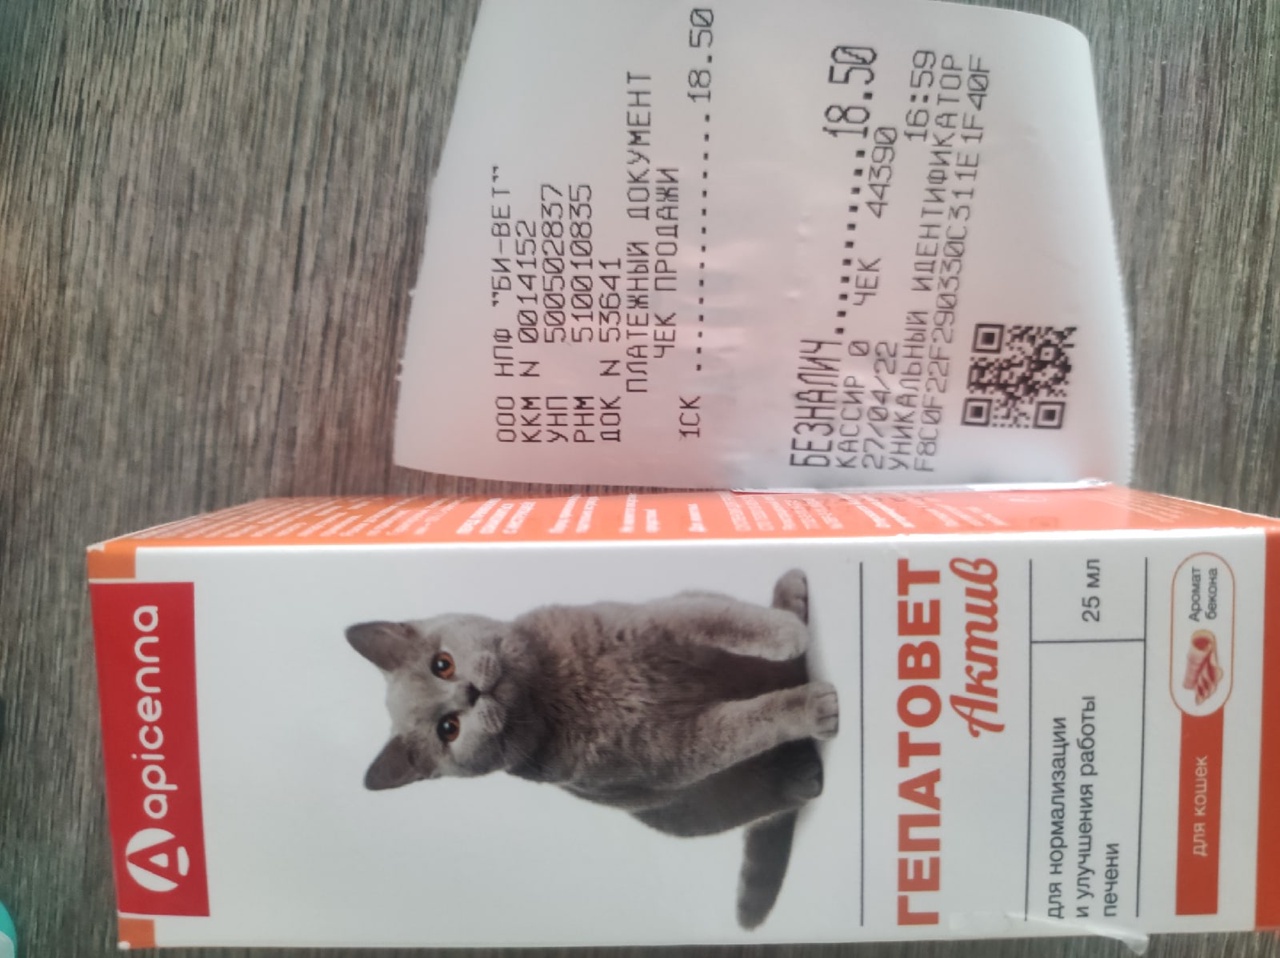 ООО НПФ "БИ-ВЕТ"
ККМ N 0014152
УНП 500502837
РНМ 510010835
ДОК N 53641
ПЛАТЕЖНЫЙ ДОКУМЕНТ
ЧЕК ПРОДАЖИ
1СК ....................18.50
БЕЗНАЛИЧ...........18.50
КАССИР 0 ЧЕК 44390
27/04/22 16:59
УНИКАЛЬНЫЙ ИДЕНТИФИКАТОР
F8C0F22F290330C311E1F40F
apicenna
ГЕПАТОВЕТ
Актив
для нормализации
и улучшения работы
печени
25 мл
для кошек
Аромат
бекона